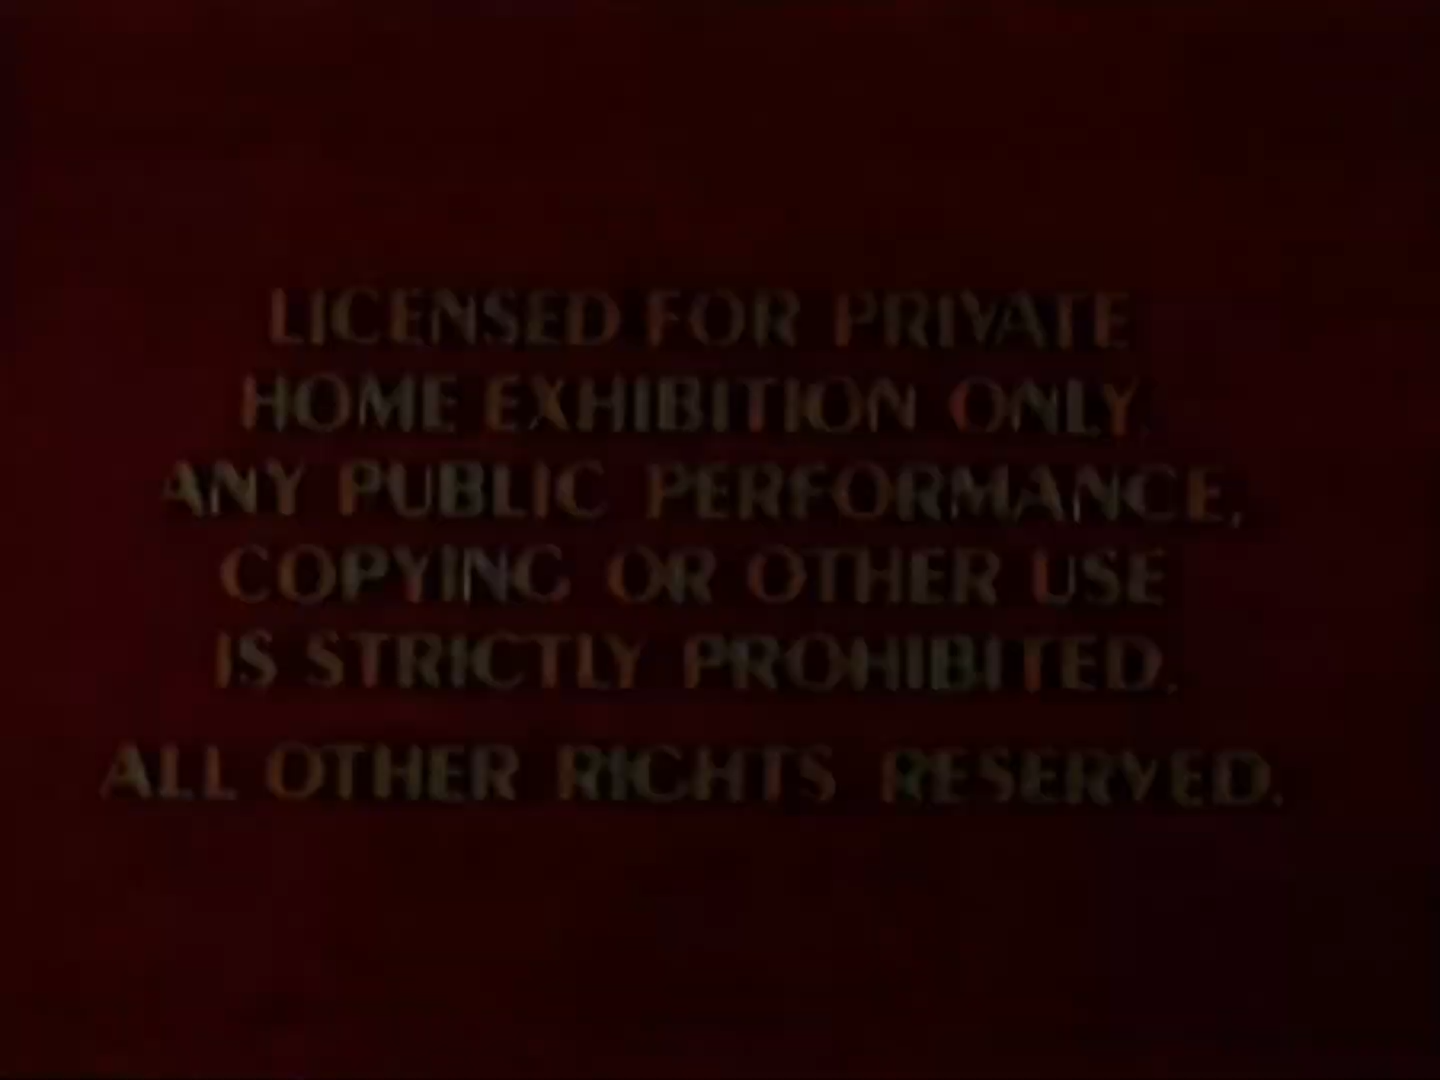 LICENSED FOR PRIVATE
HOME EXHIBITION ONLY.
ANY PUBLIC PERFORMANCE,
COPYING OR OTHER USE
IS STRICTLY PROHIBITED.
ALL OTHER RIGHTS RESERVED.